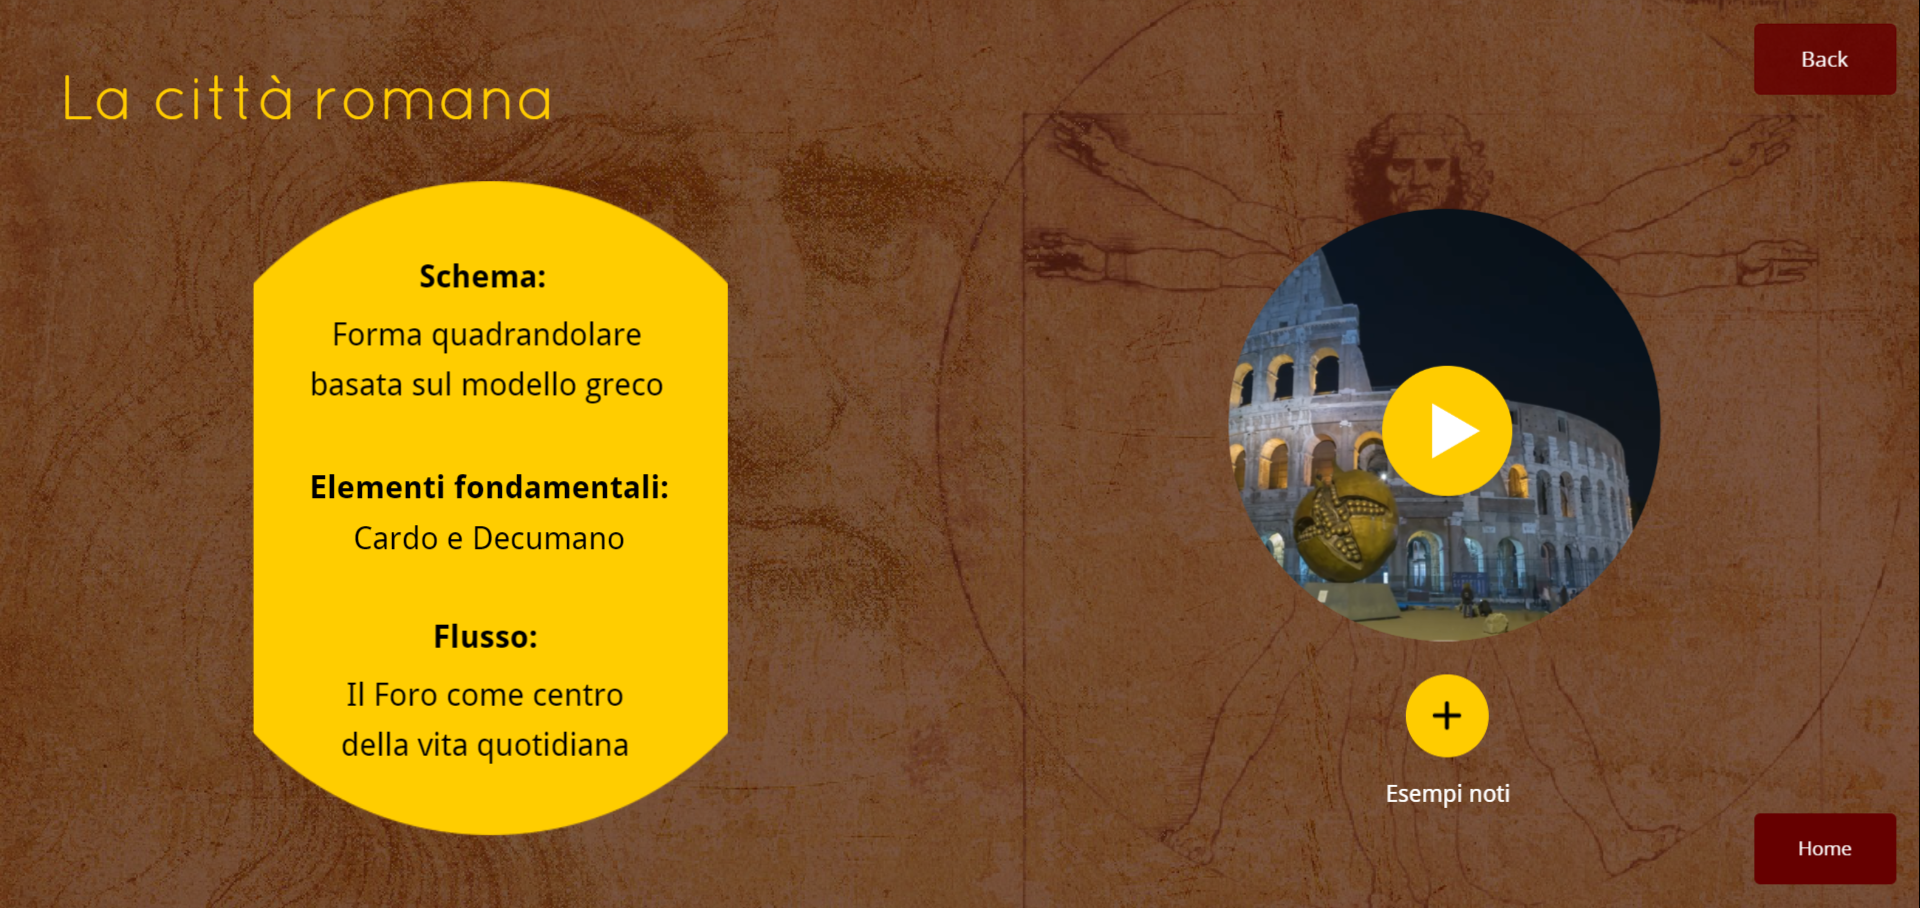 La città romana
Back
Schema:
Forma quadrandolare
basata sul modello greco
Elementi fondamentali:
Cardo e Decumano
Flusso:
Il Foro come centro
della vita quotidiana
Esempi noti
Home